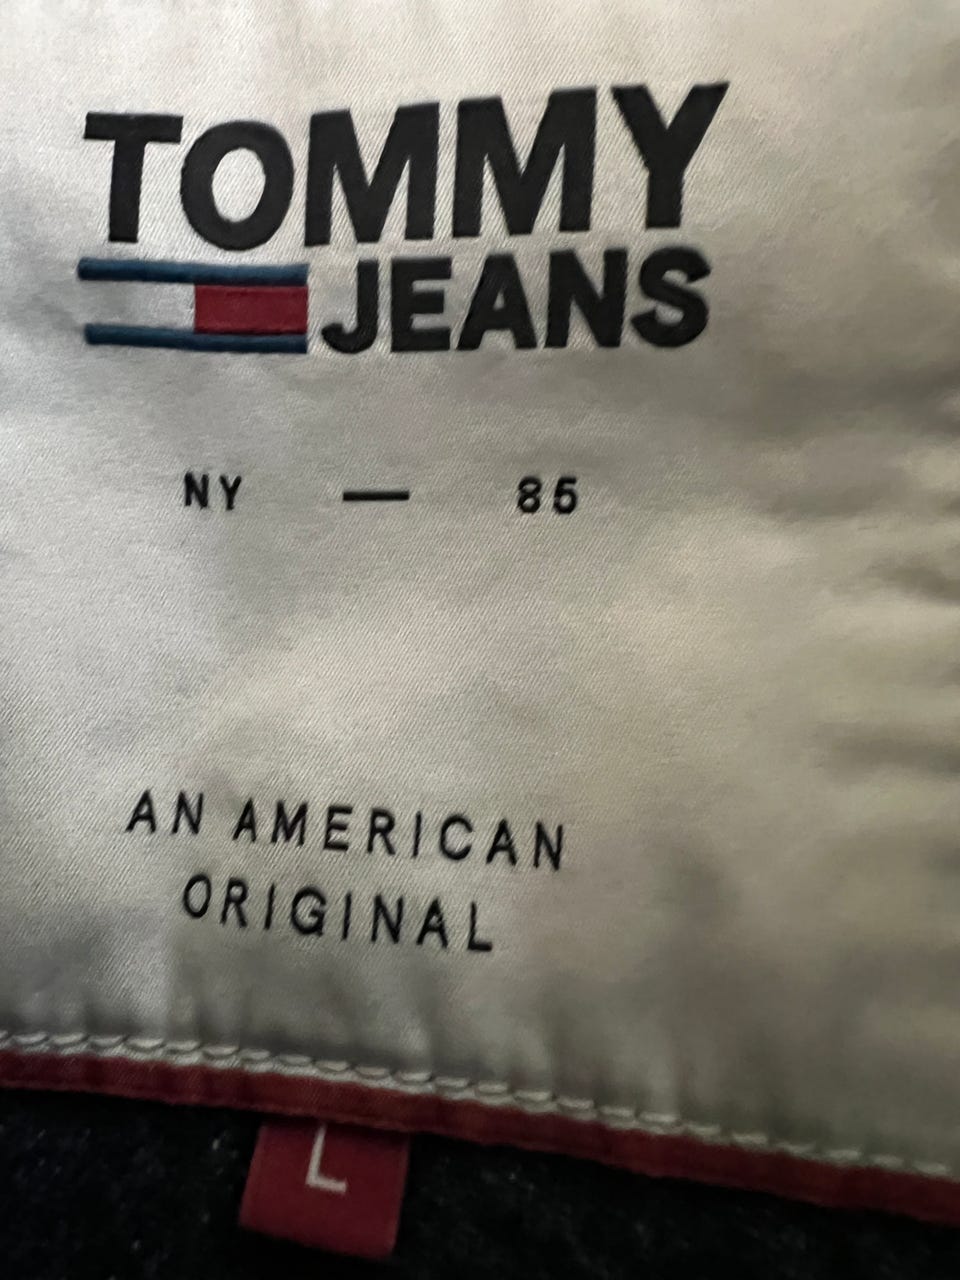 TOMMY
JEANS
NY — 85
AN AMERICAN
ORIGINAL
L